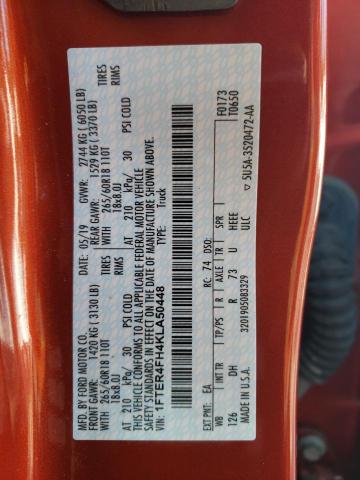 MFD. BY FORD MOTOR CO.
DATE: 05/19 GVWR: 2744 KG ( 6050 LB)
FRONT GAWR: 1420 KG ( 3130 LB) REAR GAWR: 1529 KG ( 3370 LB)
WITH 265/60R18 110T TIRES WITH 265/60R18 110T TIRES
18x8.0J RIMS 18x8.0J RIMS
AT 210 kPa/ 30 PSI COLD AT 210 kPa/ 30 PSI COLD
THIS VEHICLE CONFORMS TO ALL APPLICABLE FEDERAL MOTOR VEHICLE
SAFETY STANDARDS IN EFFECT ON THE DATE OF MANUFACTURE SHOWN ABOVE.
VIN: 1FTER4FH4KLA50448 Truck
F0173
T0650
EXT PNT: EA RC: 74 DSO:
WB INT TR TP/PS R AXLE TR SPR
126 DH R 73 U HEEE
ULC
MADE IN U.S.A. 3201905083329 5U5A-3520472-AA